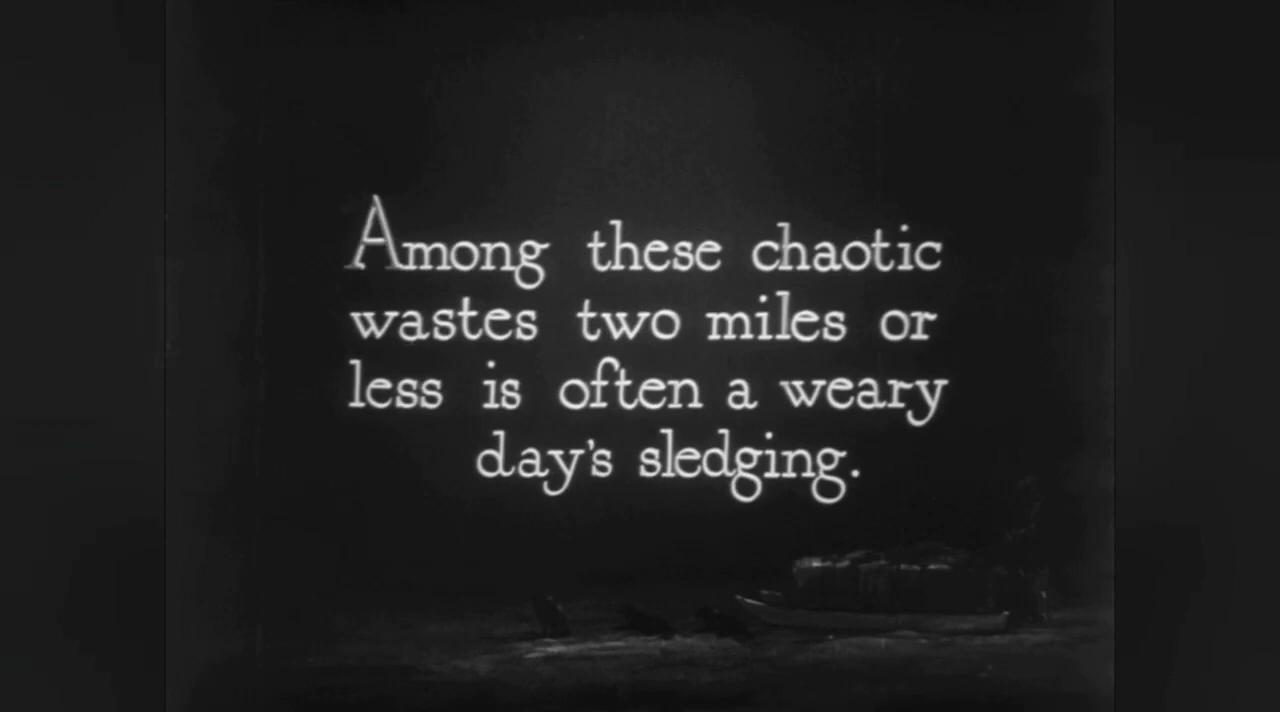 Among these chaotic
wastes two miles or
less is often a weary
day's sledging.